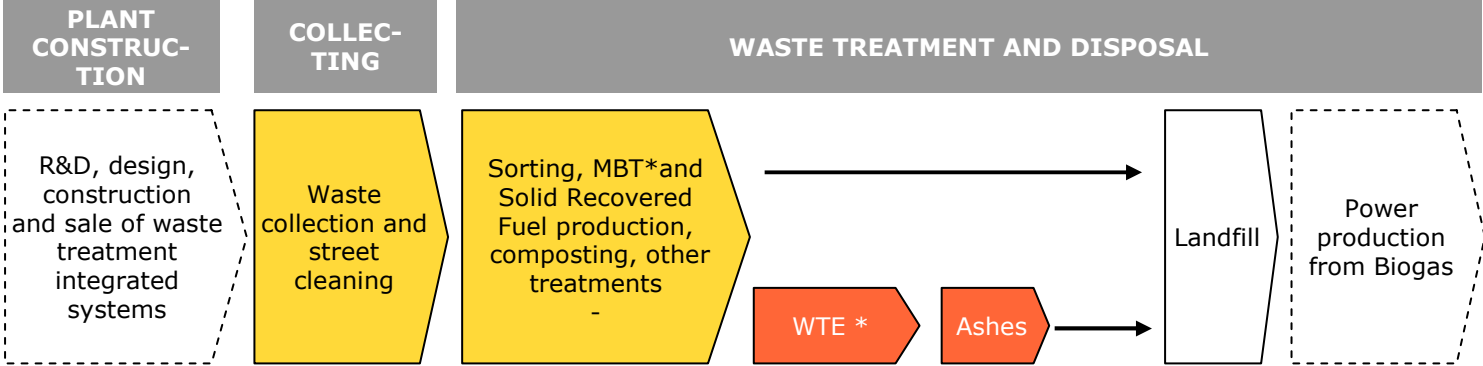 PLANT
CONSTRUC-
TION
COLLEC-
TING
WASTE TREATMENT AND DISPOSAL
R&D, design,
construction
and sale of waste
treatment
integrated
systems
Waste
collection and
street
cleaning
Sorting, MBT*and
Solid Recovered
Fuel production,
composting, other
treatments
-
WTE *
Ashes
Landfill
Power
production
from Biogas